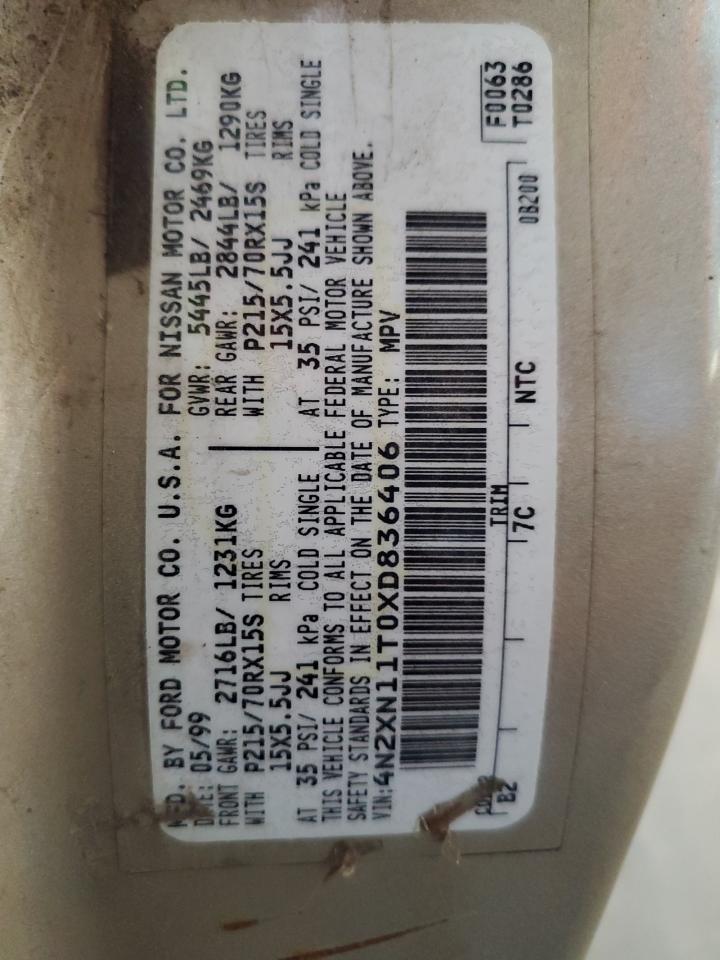 MFD. BY FORD MOTOR CO. U.S.A. FOR NISSAN MOTOR CO. LTD.
DATE: 05/99 GVWR: 5445LB/ 2469KG
FRONT GAWR: 2716LB/ 1231KG REAR GAWR: 2844LB/ 1290KG
WITH P215/70RX15S TIRES WITH P215/70RX15S TIRES
15X5.5JJ RIMS 15X5.5JJ RIMS
AT 35 PSI/ 241 kPa COLD SINGLE AT 35 PSI/ 241 kPa COLD SINGLE
THIS VEHICLE CONFORMS TO ALL APPLICABLE FEDERAL MOTOR VEHICLE
SAFETY STANDARDS IN EFFECT ON THE DATE OF MANUFACTURE SHOWN ABOVE.
VIN: 4N2XN11T0XD836406 TYPE: MPV
F0063
T0286
TRIM
B2 7C NTC 0B200